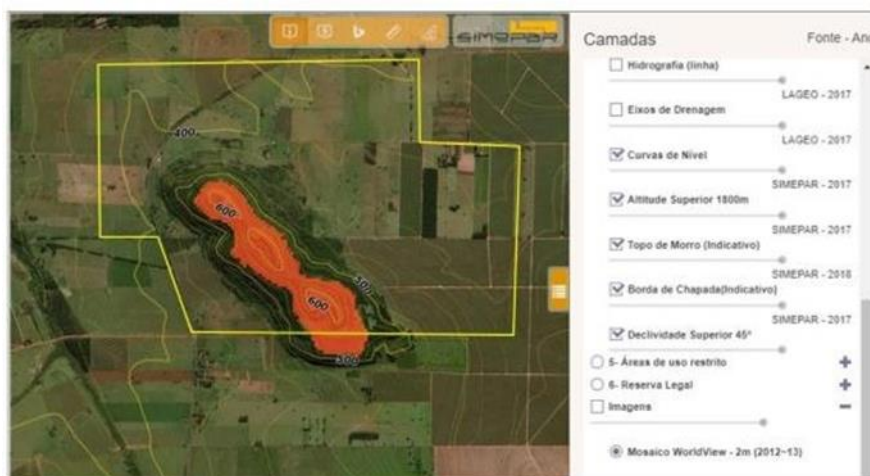 SIMEPAR
400
600
600
500
500
Camadas
Fonte - An
Hidrografia (linha)
LAGEO - 2017
Eixos de Drenagem
LAGEO - 2017
Curvas de Nível
SIMEPAR - 2017
Altitude Superior 1800m
SIMEPAR - 2017
Topo de Morro (Indicativo)
SIMEPAR - 2018
Borda de Chapada(Indicativo)
SIMEPAR - 2017
Declividade Superior 45º
5- Áreas de uso restrito
6- Reserva Legal
Imagens
Mosaico WorldView - 2m (2012~13)